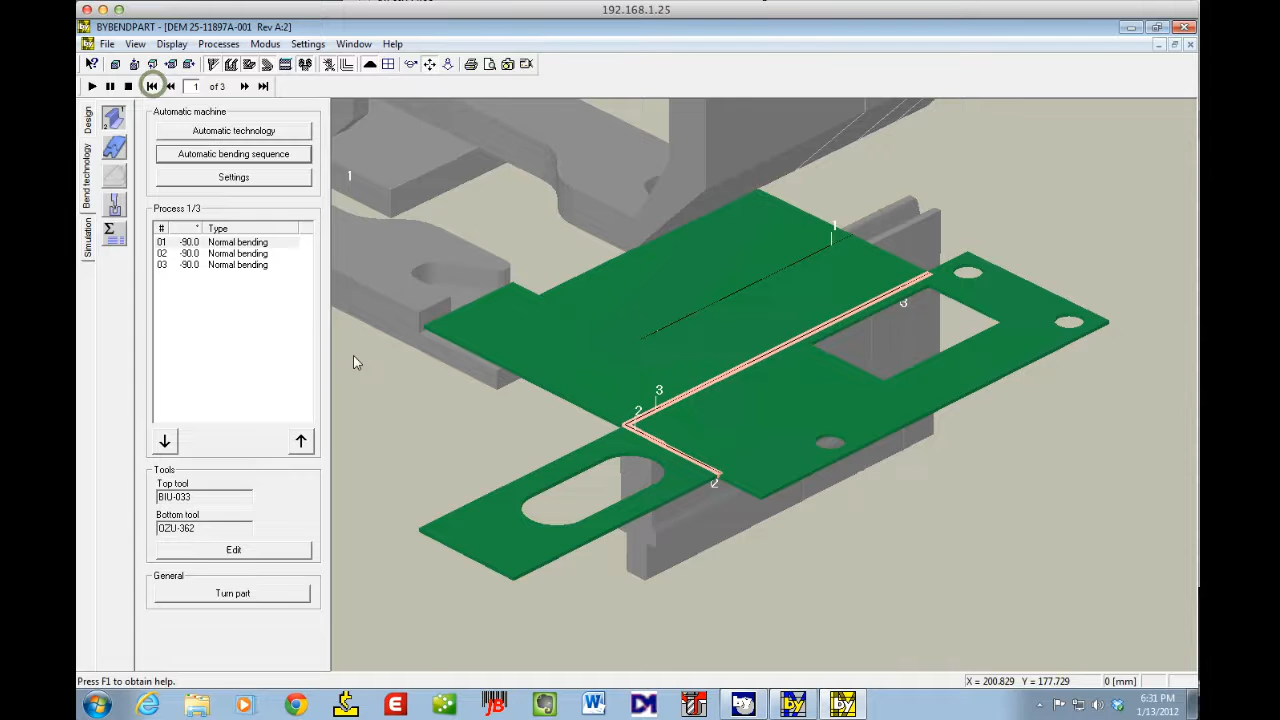 192.168.1.25
BYBENDPART - [DEM 25-11897A-001 Rev A:2]
File View Display Processes Modus Settings Window Help
1 of 3
Design
Bend technology
Simulation
Automatic machine
Automatic technology
Automatic bending sequence
Settings
Process 1/3
# ° Type
01 -90.0 Normal bending
02 -90.0 Normal bending
03 -90.0 Normal bending
Tools
Top tool
BIU-033
Bottom tool
OZU-362
Edit
General
Turn part
1
1
3
3
2
2
Press F1 to obtain help.
X = 200.829 Y = 177.729
0 [mm]
6:31 PM
1/13/2012